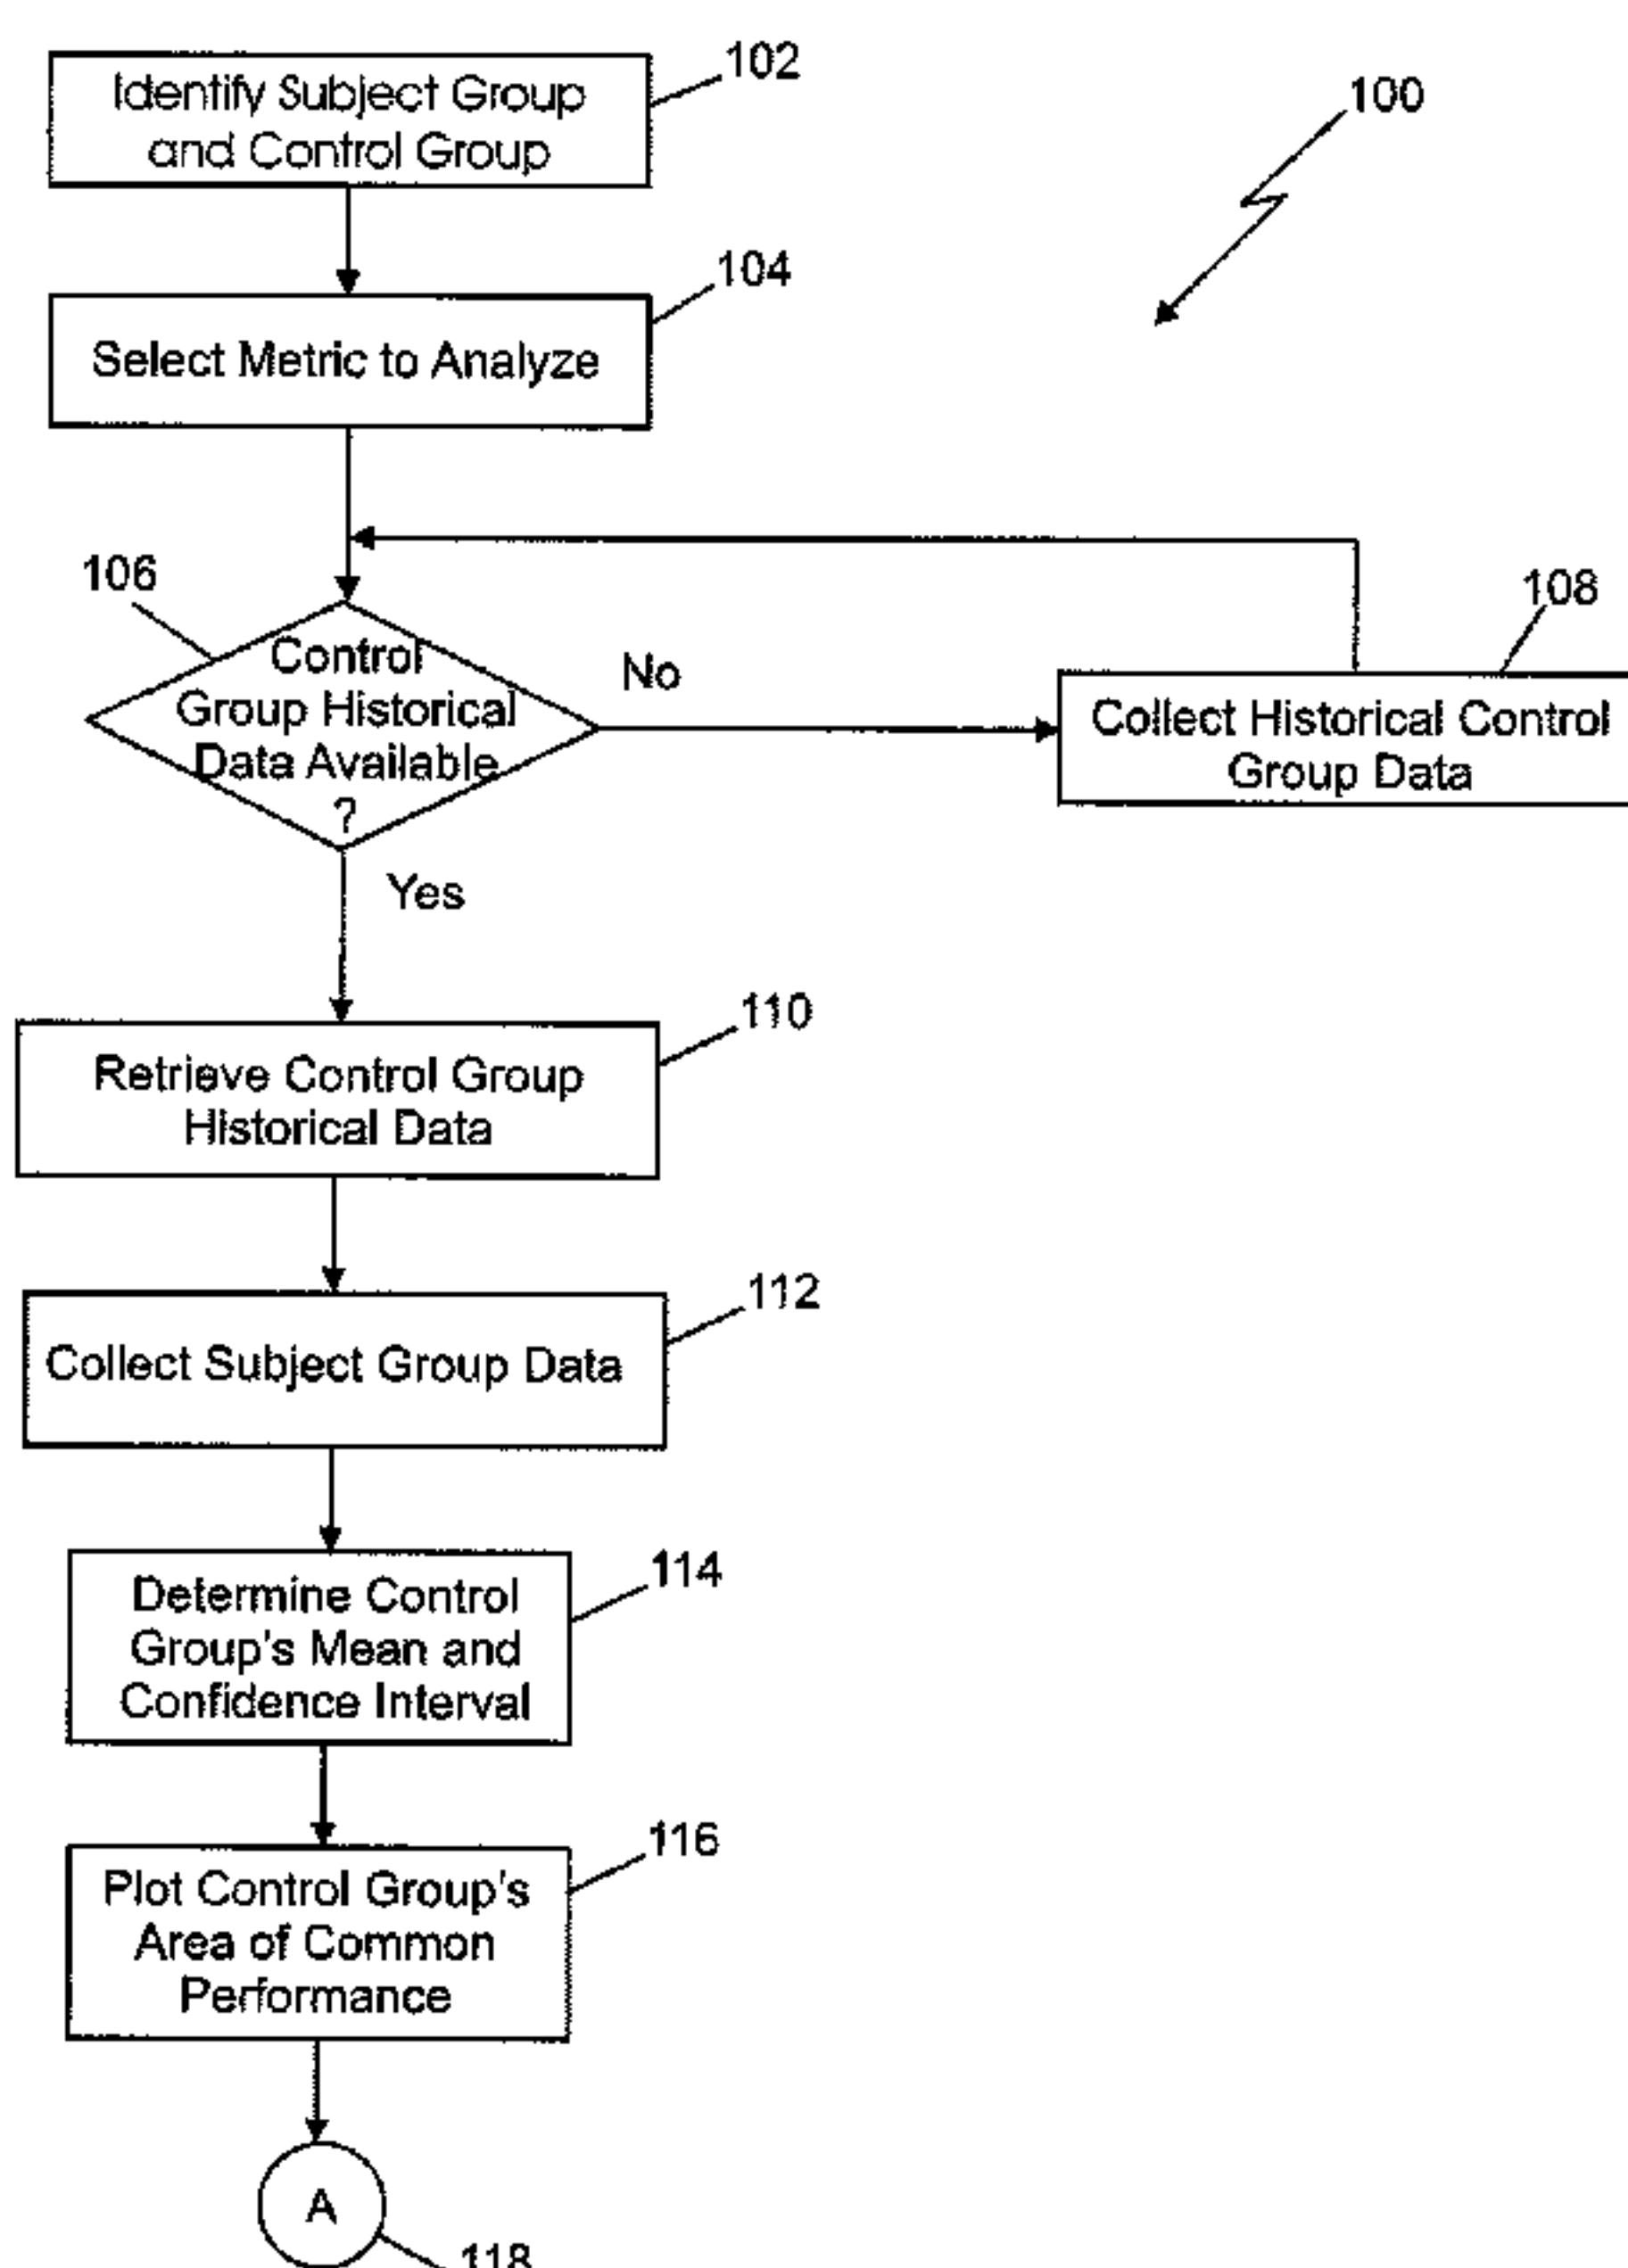 102
Identify Subject Group
and Control Group
100
104
Select Metric to Analyze
106
Control
Group Historical
Data Available
?
No
108
Collect Historical Control
Group Data
Yes
110
Retrieve Control Group
Historical Data
112
Collect Subject Group Data
114
Determine Control
Group's Mean and
Confidence Interval
116
Plot Control Group's
Area of Common
Performance
A
118